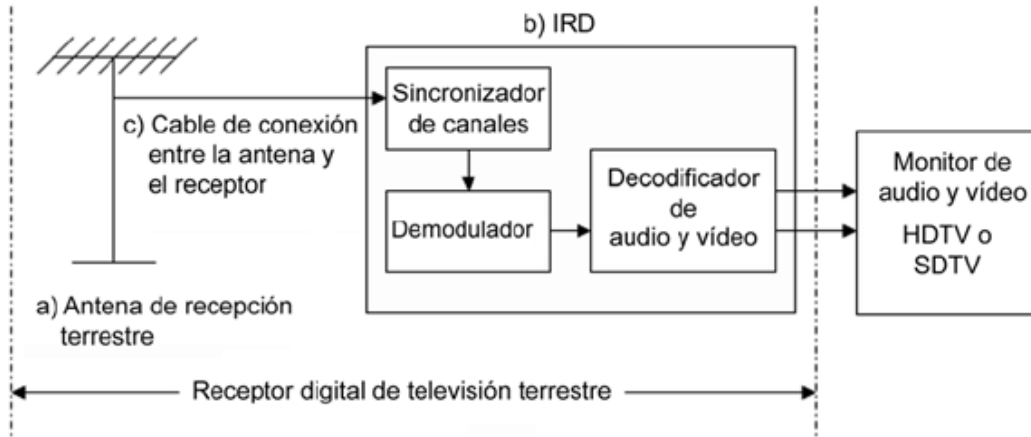 b) IRD
Sincronizador
de canales
c) Cable de conexión
entre la antena y
el receptor
Demodulador
Decodificador
de
audio y vídeo
Monitor de
audio y vídeo
HDTV o
SDTV
a) Antena de recepción
terrestre
Receptor digital de televisión terrestre